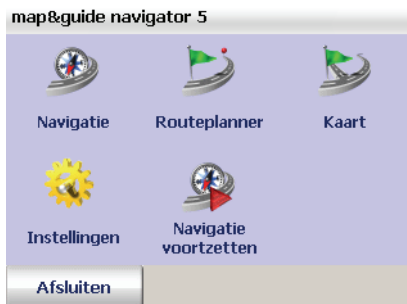 map&guide navigator 5
Navigatie
Routeplanner
Kaart
Instellingen
Navigatie
voortzetten
Afsluiten